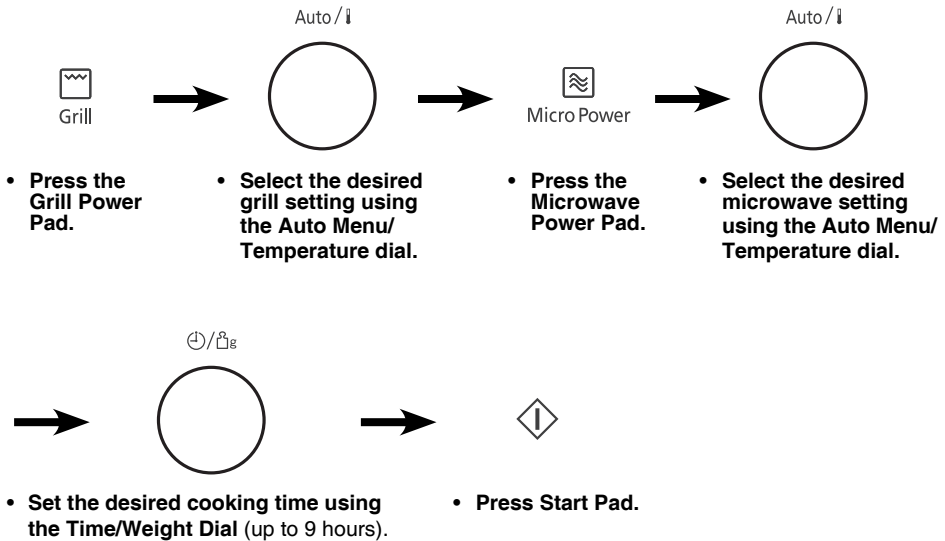 Auto/
Auto/
Grill
Micro Power
• Press the
Grill Power
Pad.
• Select the desired
grill setting using
the Auto Menu/
Temperature dial.
• Press the
Microwave
Power Pad.
• Select the desired
microwave setting
using the Auto Menu/
Temperature dial.
/ g
• Set the desired cooking time using
the Time/Weight Dial (up to 9 hours).
• Press Start Pad.